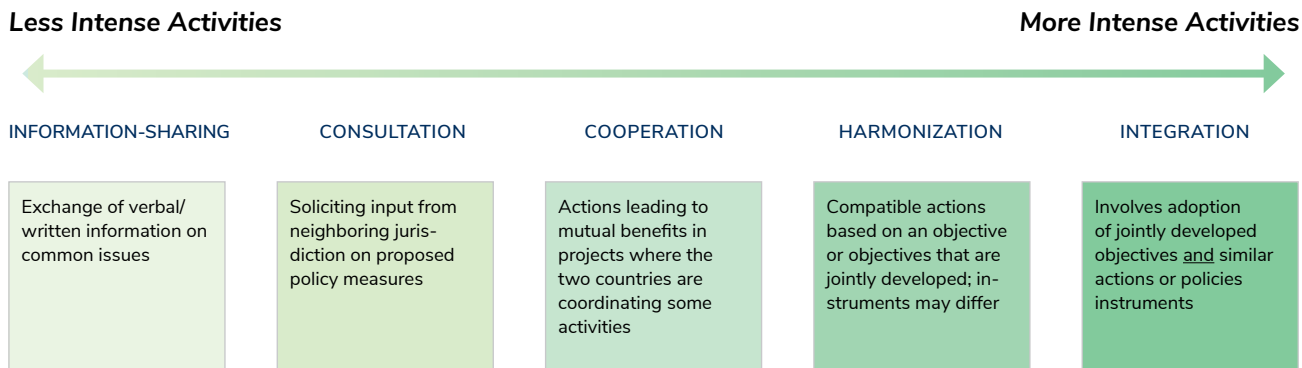 Less Intense Activities
More Intense Activities
INFORMATION-SHARING
CONSULTATION
COOPERATION
HARMONIZATION
INTEGRATION
Exchange of verbal/
written information on
common issues
Soliciting input from
neighboring juris-
diction on proposed
policy measures
Actions leading to
mutual benefits in
projects where the
two countries are
coordinating some
activities
Compatible actions
based on an objective
or objectives that are
jointly developed; in-
struments may differ
Involves adoption
of jointly developed
objectives and similar
actions or policies
instruments